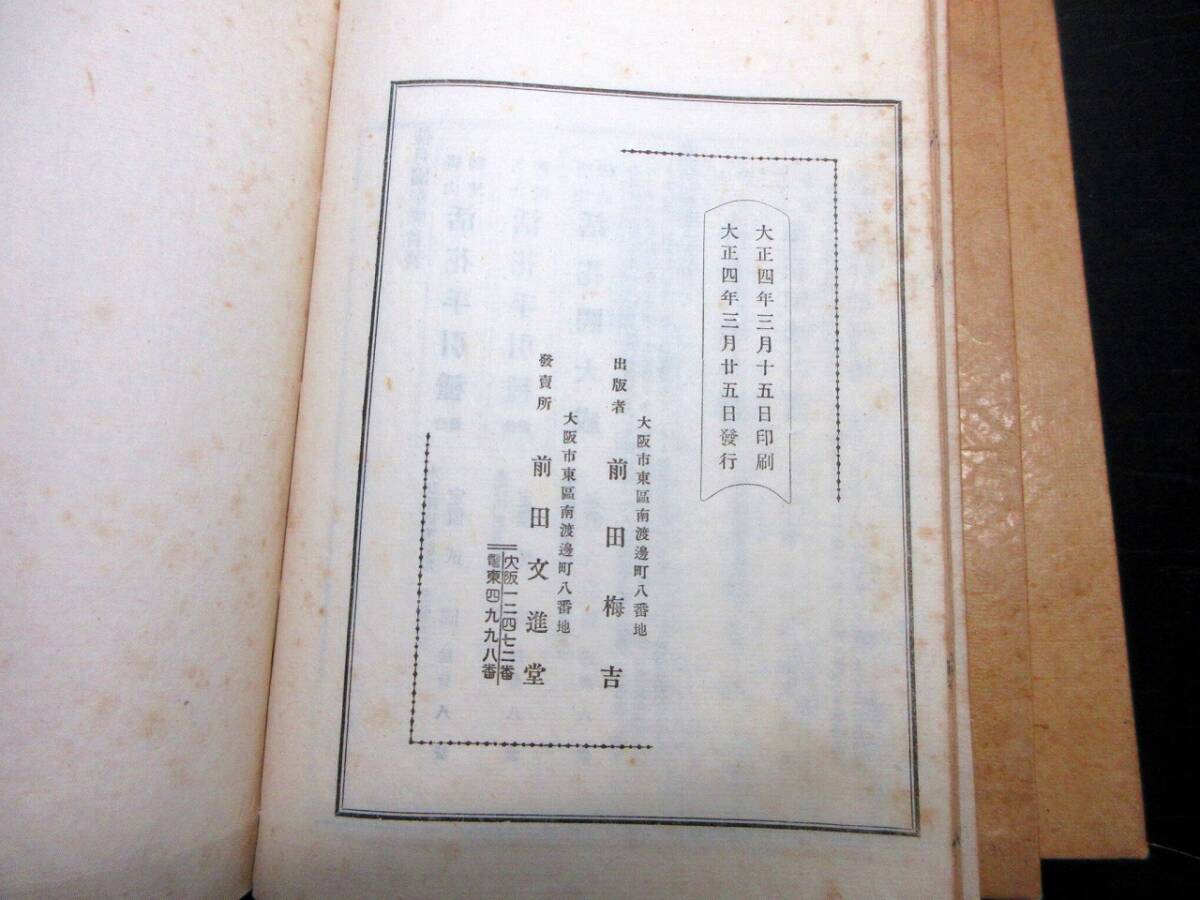 大正四年三月十五日印刷
大正四年三月廿五日發行
大阪市東區南渡邊町八番地
出版者 前田梅吉
大阪市東區南渡邊町八番地
發賣所 前田文進堂
大阪一二四七二番
電東四九九八番